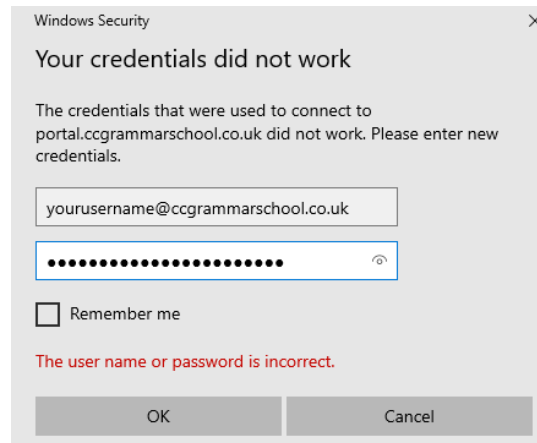 Windows Security
Your credentials did not work
The credentials that were used to connect to
portal.ccgrammarschool.co.uk did not work. Please enter new
credentials.
yourusername@ccgrammarschool.co.uk
Remember me
The user name or password is incorrect.
OK Cancel